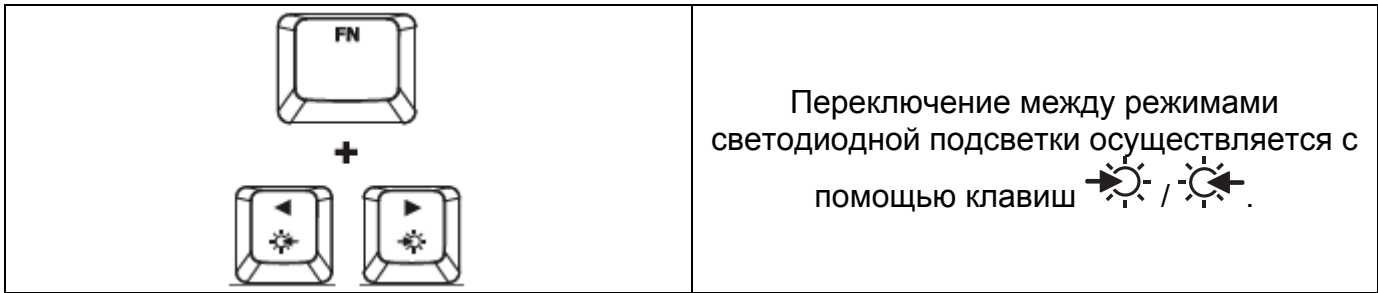 FN
+
Переключение между режимами
светодиодной подсветки осуществляется с
помощью клавиш / .